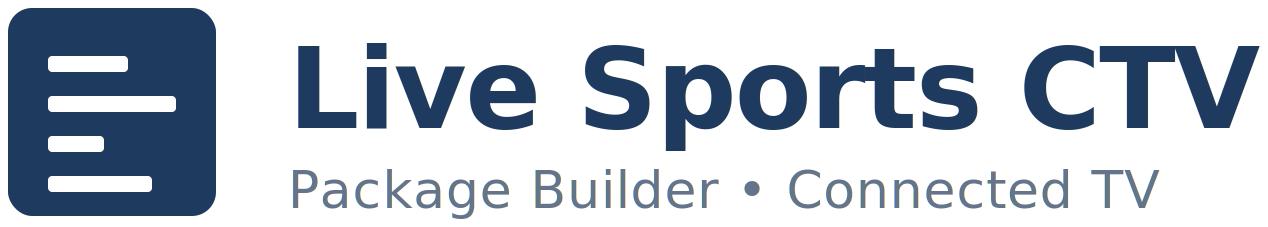 Live Sports CTV
Package Builder • Connected TV